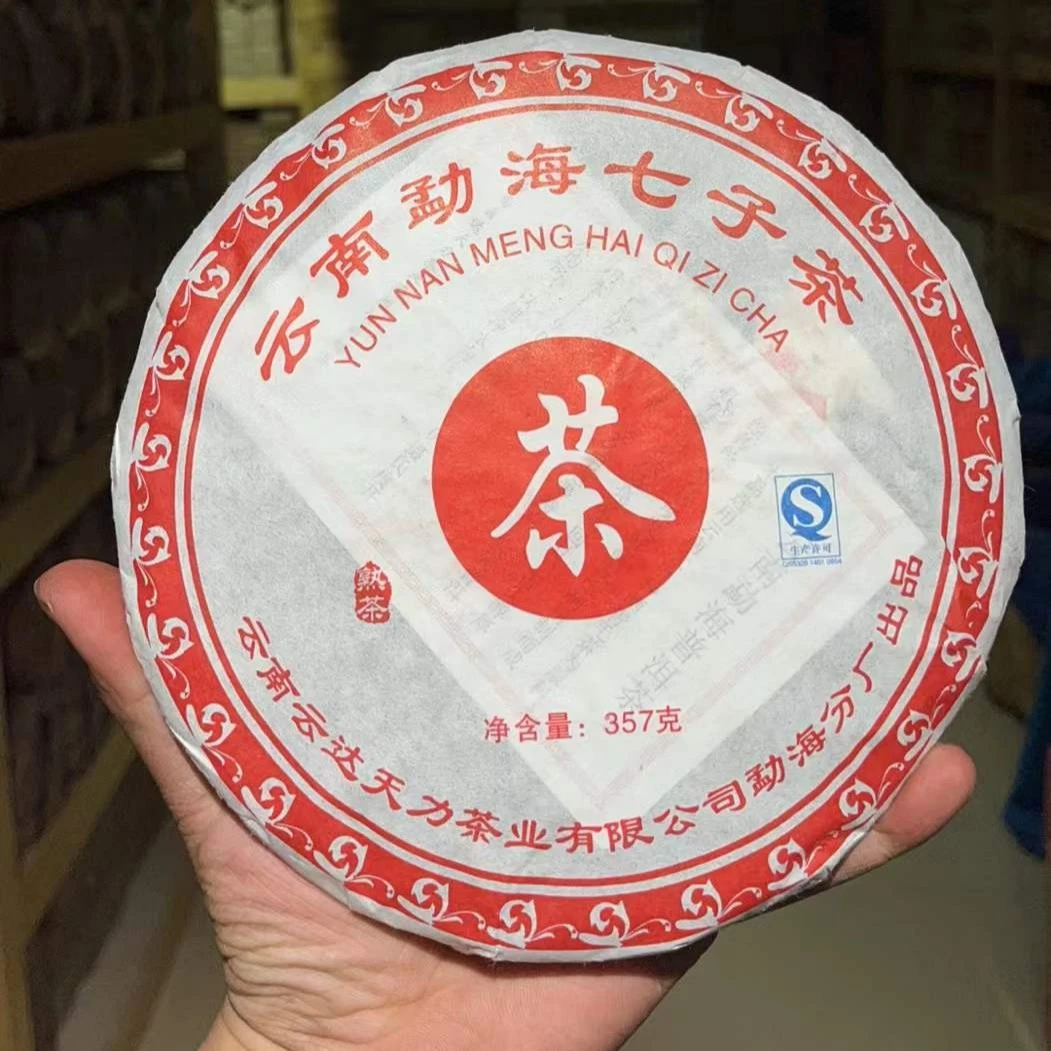 云南勐海七子茶
YUN NAN MENG HAI QI ZI CHA
茶
生产许可
熟茶
净含量：357克
云南云达天力茶业有限公司勐海分厂出品